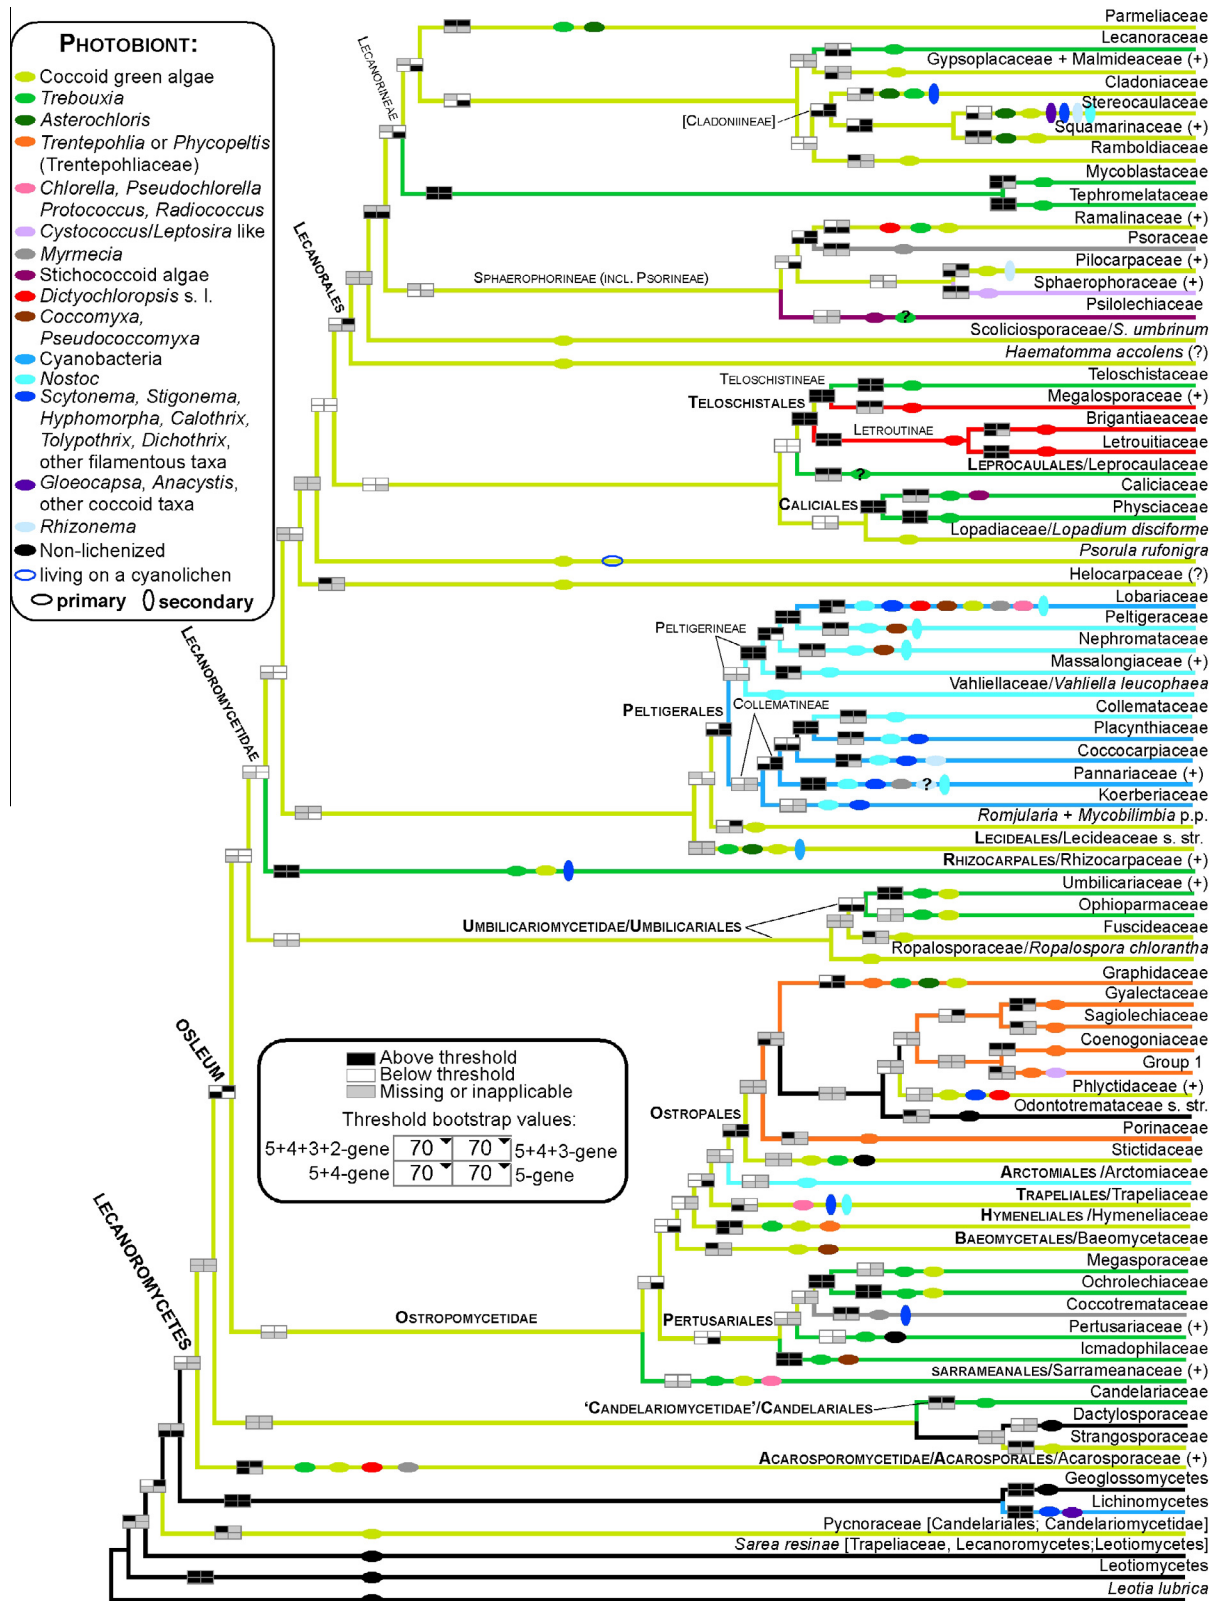 PHOTOBIONT:
Coccoid green algae
Trebouxia
Asterochloris
Trentepohlia or Phycopeltis
(Trentepohliaceae)
Chlorella, Pseudochlorella
Protococcus, Radiococcus
Cystococcus/Leptosira like
Myrmecia
Stichococcoid algae
Dictyochloropsis s. l.
Coccomyxa,
Pseudococcomyxa
Cyanobacteria
Nostoc
Scytonema, Stigonema,
Hyphomorpha, Calothrix,
Tolypothrix, Dichothrix,
other filamentous taxa
Gloeocapsa, Anacystis,
other coccoid taxa
Rhizonema
Non-lichenized
living on a cyanolichen
primary secondary
Parmeliaceae
Lecanoraceae
Gypsoplacaceae + Malmideaceae (+)
Cladoniaceae
Stereocaulaceae
Squamarinaceae (+)
Ramboldiaceae
Mycoblastaceae
Tephromelataceae
Ramalinaceae (+)
Psoraceae
Pilocarpaceae (+)
Sphaerophoraceae (+)
Psilolechiaceae
?
Scoliciosporaceae/S. umbrinum
Haematomma accolens (?)
Teloschistaceae
Megalosporaceae (+)
Brigantiaeaceae
Letrouitiaceae
LEPROCAULALES/Leprocaulaceae
?
Caliciaceae
Physciaceae
Lopadiaceae/Lopadium disciforme
Psorula rufonigra
Helocarpaceae (?)
Lobariaceae
Peltigeraceae
Nephromataceae
Massalongiaceae (+)
Vahliellaceae/Vahliella leucophaea
Collemataceae
Placynthiaceae
Coccocarpiaceae
Pannariaceae (+)
?
Koerberiaceae
Romjularia + Mycobilimbia p.p.
LECIDEALES/Lecideaceae s. str.
RHIZOCARPALES/Rhizocarpaceae (+)
Umbilicariaceae (+)
Ophioparmaceae
Fuscideaceae
Ropalosporaceae/Ropalospora chlorantha
Graphidaceae
Gyalectaceae
Sagiolechiaceae
Coenogoniaceae
Group 1
Phlyctidaceae (+)
Odontotremataceae s. str.
Porinaceae
Stictidaceae
ARCTOMIALES /Arctomiaceae
TRAPELIALES/Trapeliaceae
HYMENELIALES /Hymeneliaceae
BAEOMYCETALES/Baeomycetaceae
Megasporaceae
Ochrolechiaceae
Coccotremataceae
Pertusariaceae (+)
Icmadophilaceae
SARRAMEANALES/Sarrameanaceae (+)
Candelariaceae
Dactylosporaceae
Strangosporaceae
ACAROSPOROMYCETIDAE/ACAROSPORALES/Acarosporaceae (+)
Geoglossomycetes
Lichinomycetes
Pycnoraceae [Candelariales; Candelariomycetidae]
Sarea resinae [Trapeliaceae, Lecanoromycetes;Leotiomycetes]
Leotiomycetes
Leotia lubrica
LECANORINEAE
[CLADONIINEAE]
LECANORALES
SPHAEROPHORINEAE (INCL. PSORINEAE)
TELOSCHISTINEAE
TELOSCHISTALES
LETROUTINAE
CALICIALES
LECANOROMYCETIDAE
PELTIGERINEAE
COLLEMATINEAE
PELTIGERALES
UMBILICARIOMYCETIDAE/UMBILICARIALES
OSLEUM
OSTROPALES
LECANOROMYCETES
OSTROPOMYCETIDAE
PERTUSARIALES
'CANDELARIOMYCETIDAE'/CANDELARIALES
Above threshold
Below threshold
Missing or inapplicable
Threshold bootstrap values:
5+4+3+2-gene 70 70 5+4+3-gene
5+4-gene 70 70 5-gene